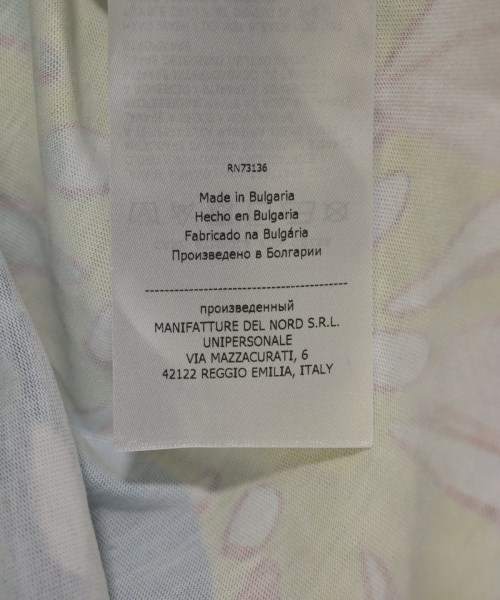 RN73136
Made in Bulgaria
Hecho en Bulgaria
Fabricado na Bulgária
Произведено в Болгарии
произведенный
MANIFATTURE DEL NORD S.R.L.
UNIPERSONALE
VIA MAZZACURATI, 6
42122 REGGIO EMILIA, ITALY